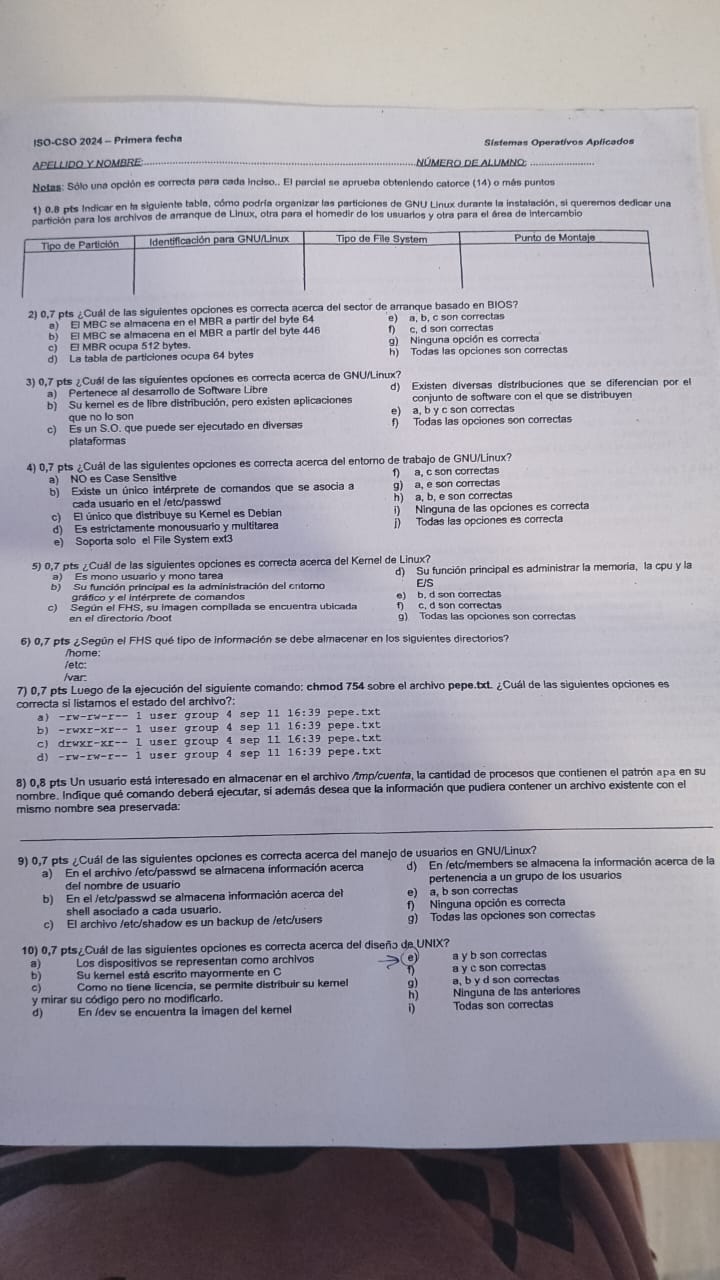 ISO-CSO 2024 – Primera fecha
Sistemas Operativos Aplicados
APELLIDO Y NOMBRE: NÚMERO DE ALUMNO:
Notas: Sólo una opción es correcta para cada inciso.. El parcial se aprueba obteniendo catorce (14) o más puntos
1) 0.8 pts Indicar en la siguiente tabla, cómo podría organizar las particiones de GNU Linux durante la instalación, si queremos dedicar una
partición para los archivos de arranque de Linux, otra para el homedir de los usuarios y otra para el área de intercambio
Tipo de Partición Identificación para GNU/Linux Tipo de File System Punto de Montaje
2) 0,7 pts ¿Cuál de las siguientes opciones es correcta acerca del sector de arranque basado en BIOS?
a) El MBC se almacena en el MBR a partir del byte 64
b) El MBC se almacena en el MBR a partir del byte 446
c) El MBR ocupa 512 bytes.
d) La tabla de particiones ocupa 64 bytes
e) a, b, c son correctas
f) c, d son correctas
g) Ninguna opción es correcta
h) Todas las opciones son correctas
3) 0,7 pts ¿Cuál de las siguientes opciones es correcta acerca de GNU/Linux?
a) Pertenece al desarrollo de Software Libre
b) Su kernel es de libre distribución, pero existen aplicaciones
que no lo son
c) Es un S.O. que puede ser ejecutado en diversas
plataformas
d) Existen diversas distribuciones que se diferencian por el
conjunto de software con el que se distribuyen
e) a, b y c son correctas
f) Todas las opciones son correctas
4) 0,7 pts ¿Cuál de las siguientes opciones es correcta acerca del entorno de trabajo de GNU/Linux?
a) NO es Case Sensitive
b) Existe un único intérprete de comandos que se asocia a
cada usuario en el /etc/passwd
c) El único que distribuye su Kernel es Debian
d) Es estrictamente monousuario y multitarea
e) Soporta solo el File System ext3
f) a, c son correctas
g) a, e son correctas
h) a, b, e son correctas
i) Ninguna de las opciones es correcta
j) Todas las opciones es correcta
5) 0,7 pts ¿Cuál de las siguientes opciones es correcta acerca del Kernel de Linux?
a) Es mono usuario y mono tarea
b) Su función principal es la administración del entorno
gráfico y el intérprete de comandos
c) Según el FHS, su imagen compilada se encuentra ubicada
en el directorio /boot
d) Su función principal es administrar la memoria, la cpu y la
E/S
e) b, d son correctas
f) c, d son correctas
g) Todas las opciones son correctas
6) 0,7 pts ¿Según el FHS qué tipo de información se debe almacenar en los siguientes directorios?
/home:
/etc:
/var:
7) 0,7 pts Luego de la ejecución del siguiente comando: chmod 754 sobre el archivo pepe.txt. ¿Cuál de las siguientes opciones es
correcta si listamos el estado del archivo?:
a) -rw-rw-r-- 1 user group 4 sep 11 16:39 pepe.txt
b) -rwxr-xr-- 1 user group 4 sep 11 16:39 pepe.txt
c) drwxr-xr-- 1 user group 4 sep 11 16:39 pepe.txt
d) -rw-rw-r-- 1 user group 4 sep 11 16:39 pepe.txt
8) 0,8 pts Un usuario está interesado en almacenar en el archivo /tmp/cuenta, la cantidad de procesos que contienen el patrón apa en su
nombre. Indique qué comando deberá ejecutar, si además desea que la información que pudiera contener un archivo existente con el
mismo nombre sea preservada:
9) 0,7 pts ¿Cuál de las siguientes opciones es correcta acerca del manejo de usuarios en GNU/Linux?
a) En el archivo /etc/passwd se almacena información acerca
del nombre de usuario
b) En el /etc/passwd se almacena información acerca del
shell asociado a cada usuario.
c) El archivo /etc/shadow es un backup de /etc/users
d) En /etc/members se almacena la información acerca de la
pertenencia a un grupo de los usuarios
e) a, b son correctas
f) Ninguna opción es correcta
g) Todas las opciones son correctas
10) 0,7 pts¿Cuál de las siguientes opciones es correcta acerca del diseño de UNIX?
a) Los dispositivos se representan como archivos
b) Su kernel está escrito mayormente en C
c) Como no tiene licencia, se permite distribuir su kernel
y mirar su código pero no modificarlo.
d) En /dev se encuentra la imagen del kernel
e) a y b son correctas
f) a y c son correctas
g) a, b y d son correctas
h) Ninguna de las anteriores
i) Todas son correctas